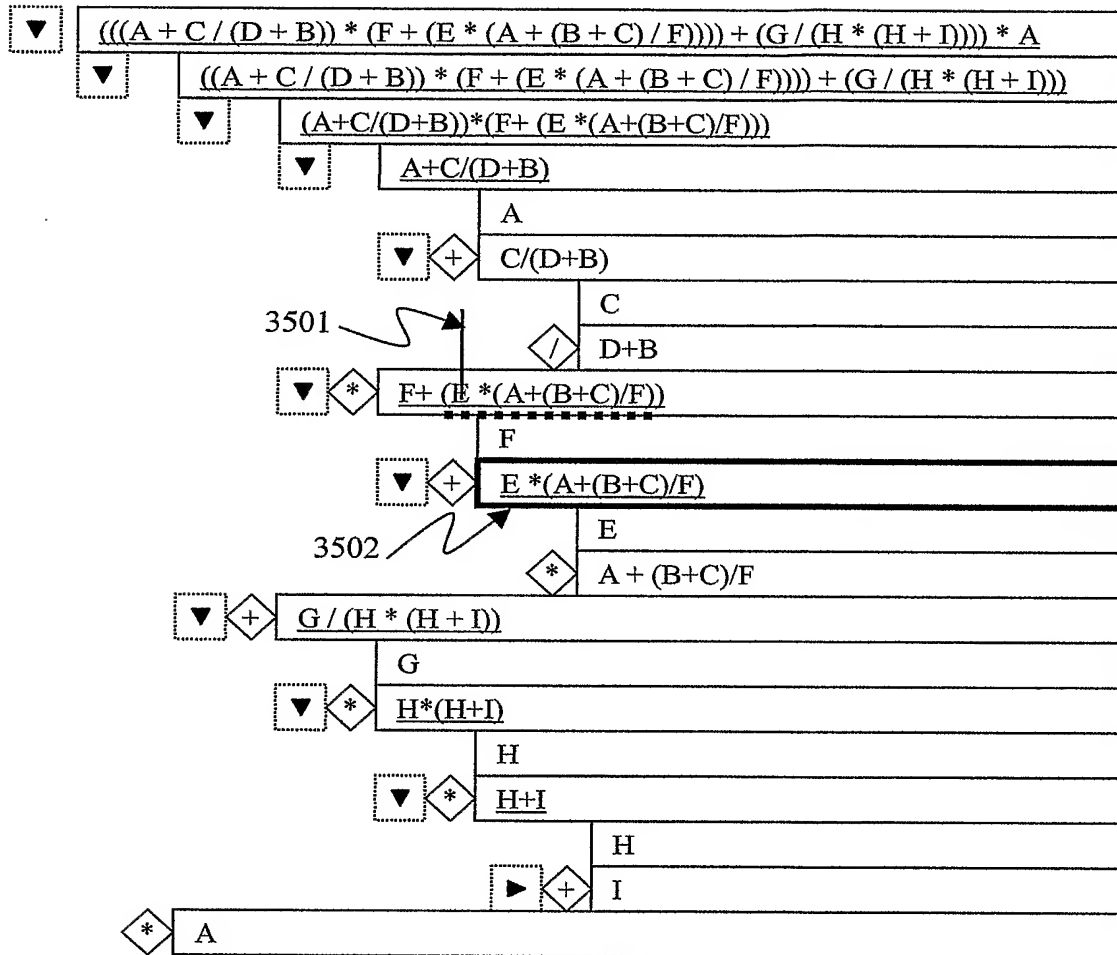 (((A + C / (D + B)) * (F + (E * (A + (B + C) / F)))) + (G / (H * (H + I)))) * A
((A + C / (D + B)) * (F + (E * (A + (B + C) / F)))) + (G / (H * (H + I)))
(A+C/(D+B))*(F+ (E *(A+(B+C)/F)))
A+C/(D+B)
A
+ C/(D+B)
C
3501
/ D+B
* F+ (E *(A+(B+C)/F))
F
+ E *(A+(B+C)/F)
E
3502
* A + (B+C)/F
+ G / (H * (H + I))
G
* H*(H+I)
H
* H+I
H
+ I
* A